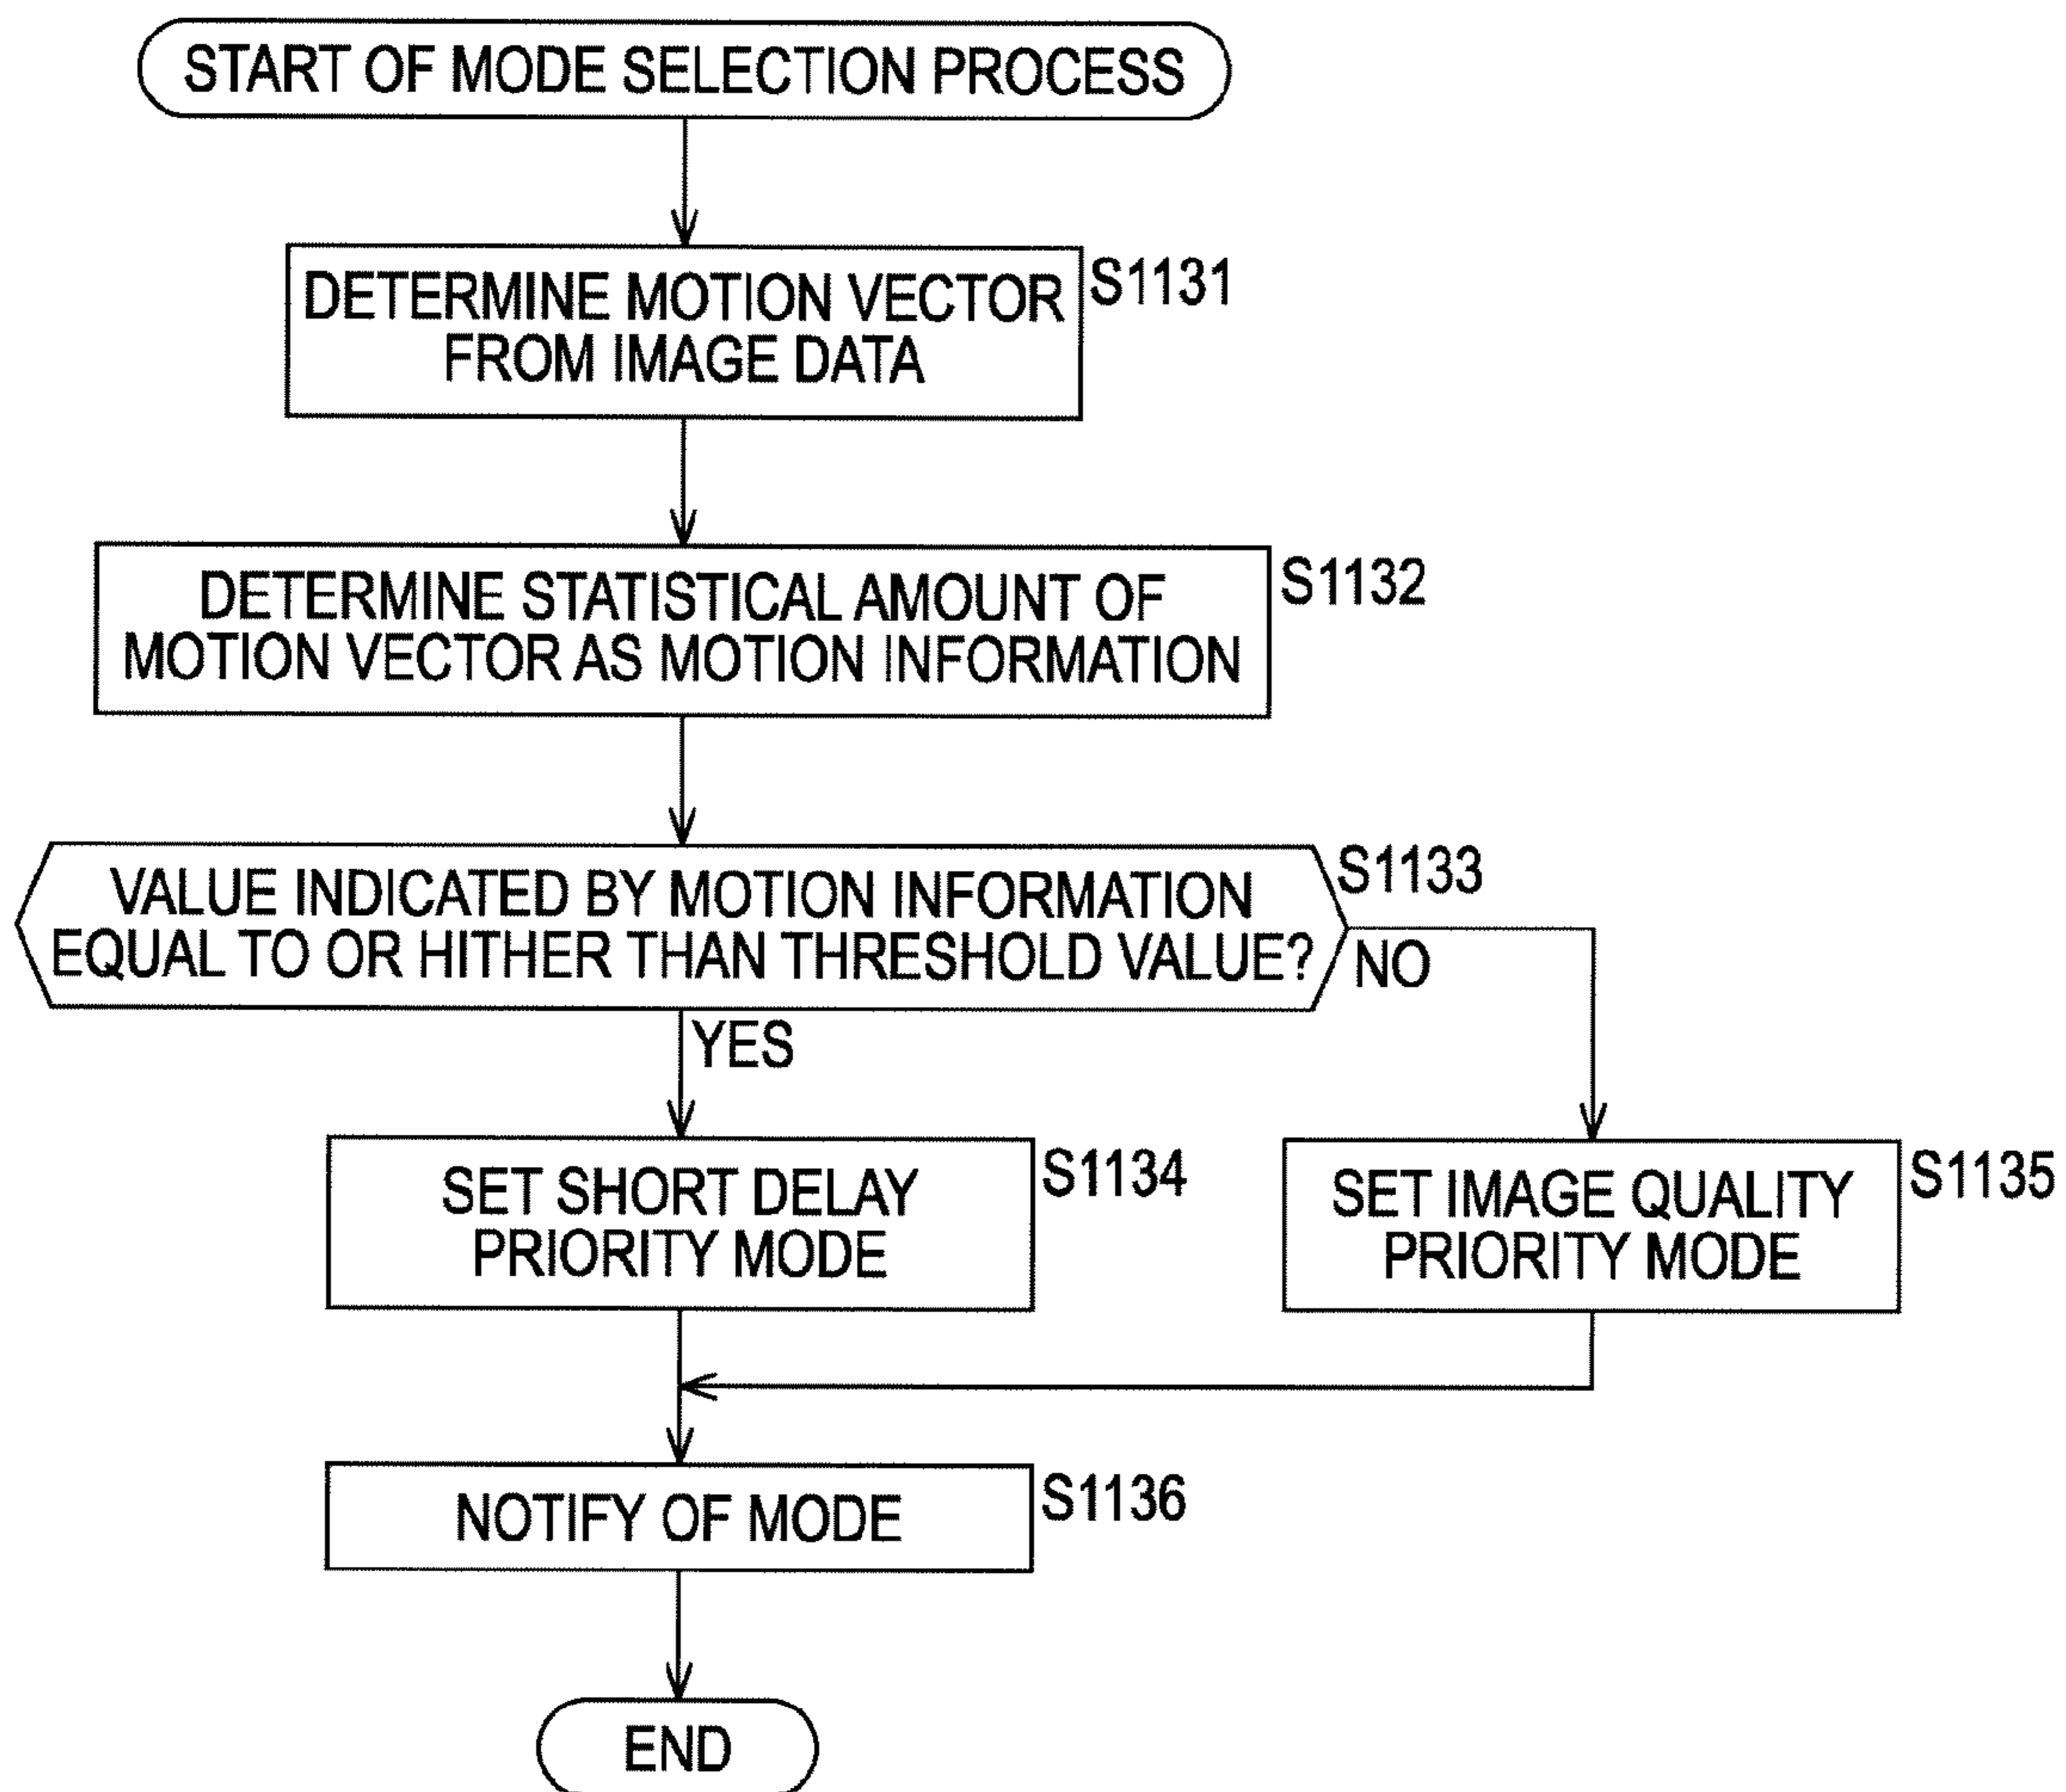 START OF MODE SELECTION PROCESS
DETERMINE MOTION VECTOR
FROM IMAGE DATA
S1131
DETERMINE STATISTICAL AMOUNT OF
MOTION VECTOR AS MOTION INFORMATION
S1132
VALUE INDICATED BY MOTION INFORMATION
EQUAL TO OR HITHER THAN THRESHOLD VALUE?
S1133
NO
YES
SET SHORT DELAY
PRIORITY MODE
S1134
SET IMAGE QUALITY
PRIORITY MODE
S1135
NOTIFY OF MODE
S1136
END